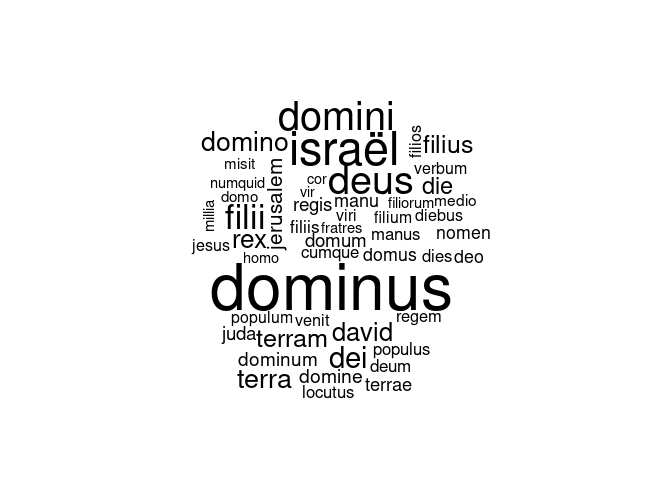 domini
domino israël filios filius
misit cor deus verbum
numquid vir die
domo jerusalem regis manu filiorum medio
millia filii viri filium diebus
filiis fratres
jesus rex domum manus nomen
homo cumque domus dies deo
dominus
populum venit regem
juda terram david
dominum dei populus
deum
terra domine terrae
locutus